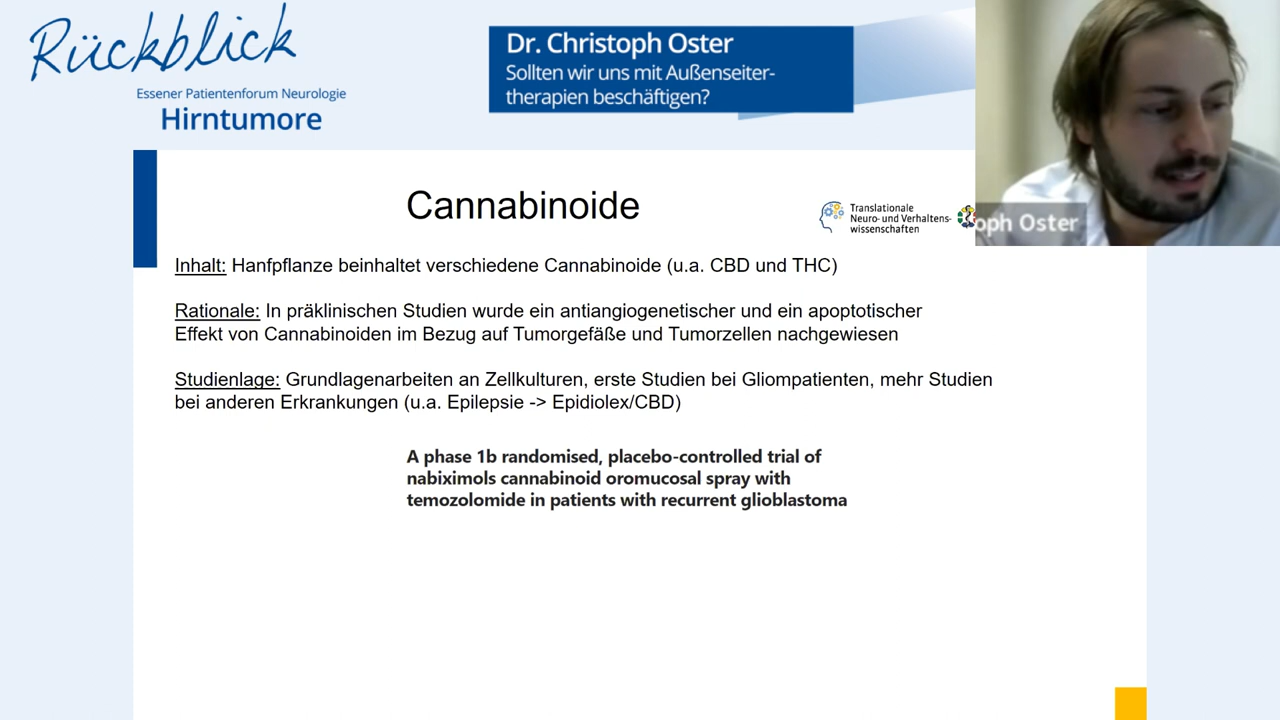 Rückblick
Essener Patientenforum Neurologie
Hirntumore
Dr. Christoph Oster
Sollten wir uns mit Außenseiter-
therapien beschäftigen?
Cannabinoide
Translationale
Neuro- und Verhaltens-
wissenschaften
oph Oster
Inhalt: Hanfpflanze beinhaltet verschiedene Cannabinoide (u.a. CBD und THC)
Rationale: In präklinischen Studien wurde ein antiangiogenetischer und ein apoptotischer
Effekt von Cannabinoiden im Bezug auf Tumorgefäße und Tumorzellen nachgewiesen
Studienlage: Grundlagenarbeiten an Zellkulturen, erste Studien bei Gliompatienten, mehr Studien
bei anderen Erkrankungen (u.a. Epilepsie -> Epidiolex/CBD)
A phase 1b randomised, placebo-controlled trial of
nabiximols cannabinoid oromucosal spray with
temozolomide in patients with recurrent glioblastoma